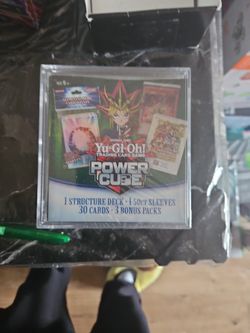 Yu-Gi-Oh!
TRADING CARD GAME
POWER
CUBE
1 STRUCTURE DECK · 1 50CT SLEEVES
30 CARDS · 3 BONUS PACKS